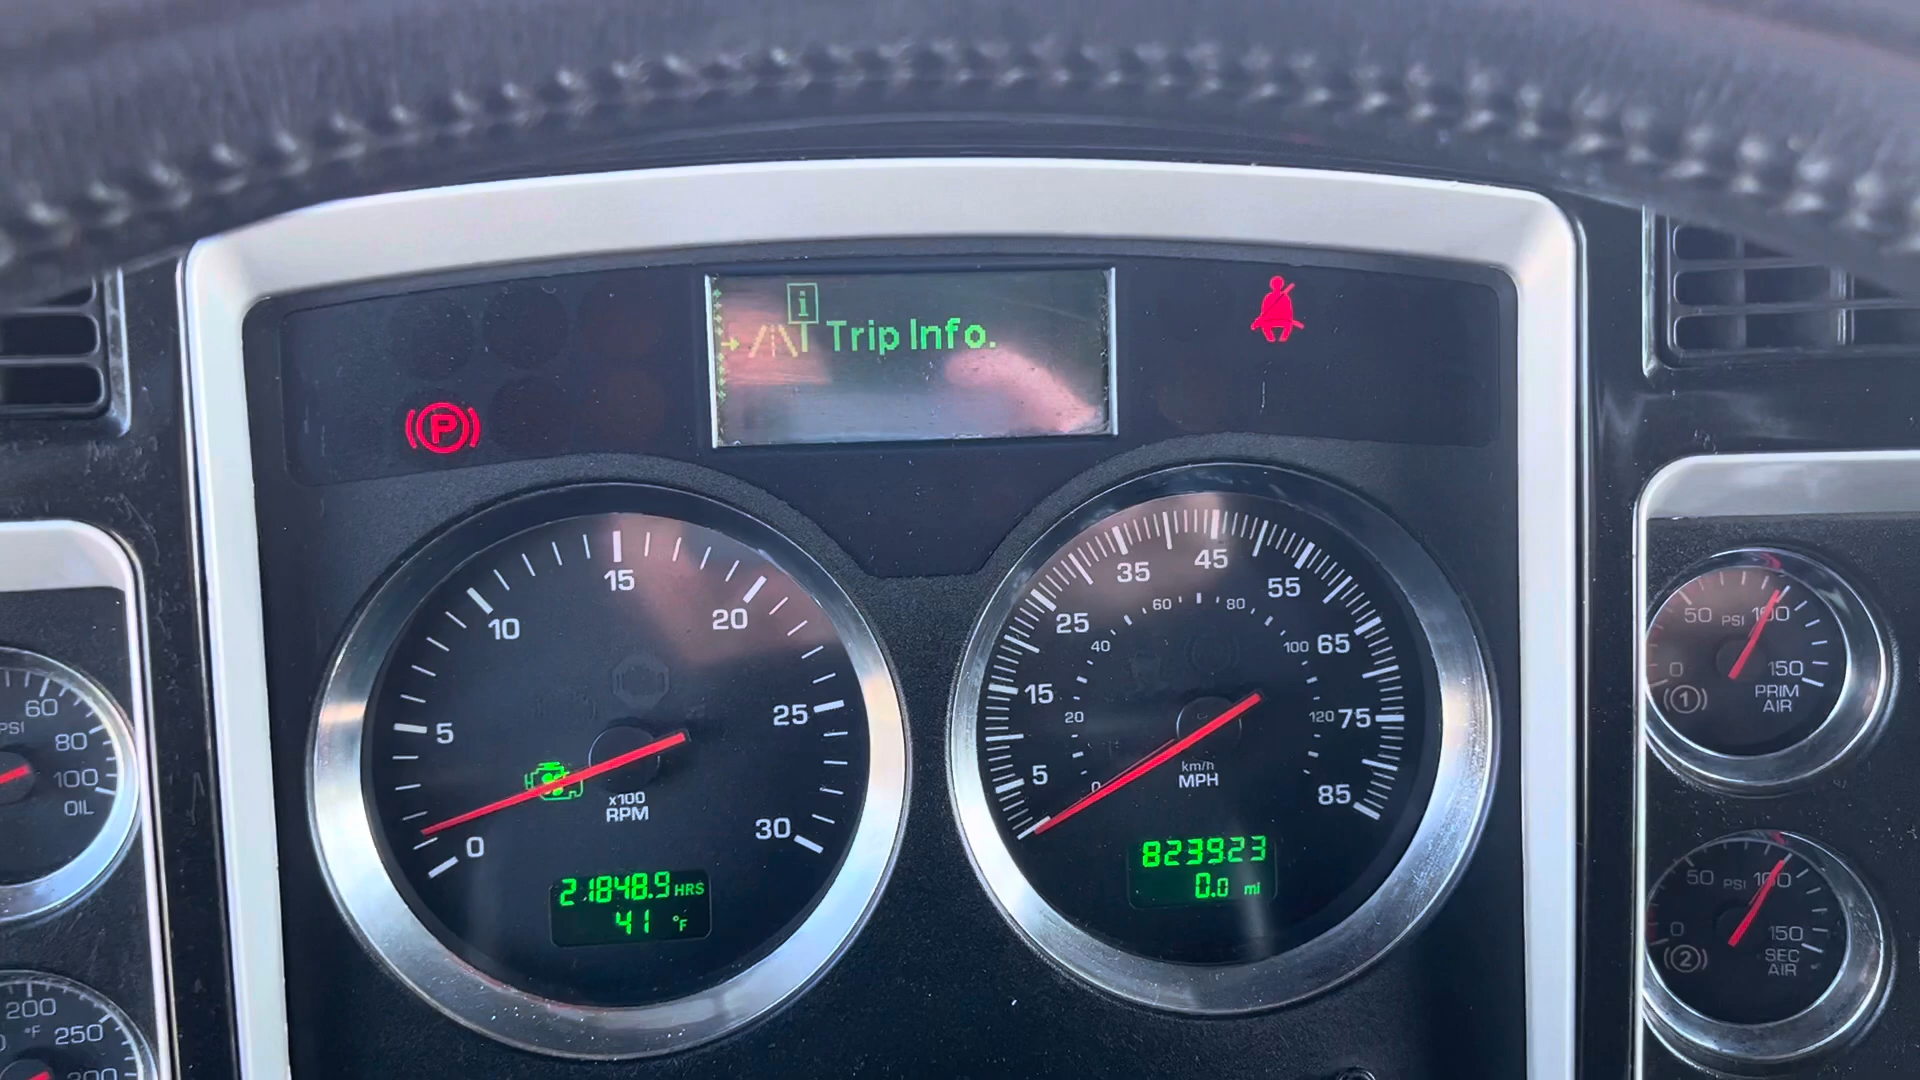 i
Trip Info.
P
0
5
10
15
20
25
30
x100
RPM
21848.9 HRS
41 °F
5
15
25
35
45
55
65
75
85
0
20
40
60
80
100
120
km/h
MPH
823923
0.0 mi
PSI
60
80
100
OIL
200
°F
250
0
50
PSI
100
150
PRIM
AIR
1
0
50
PSI
100
150
SEC
AIR
2